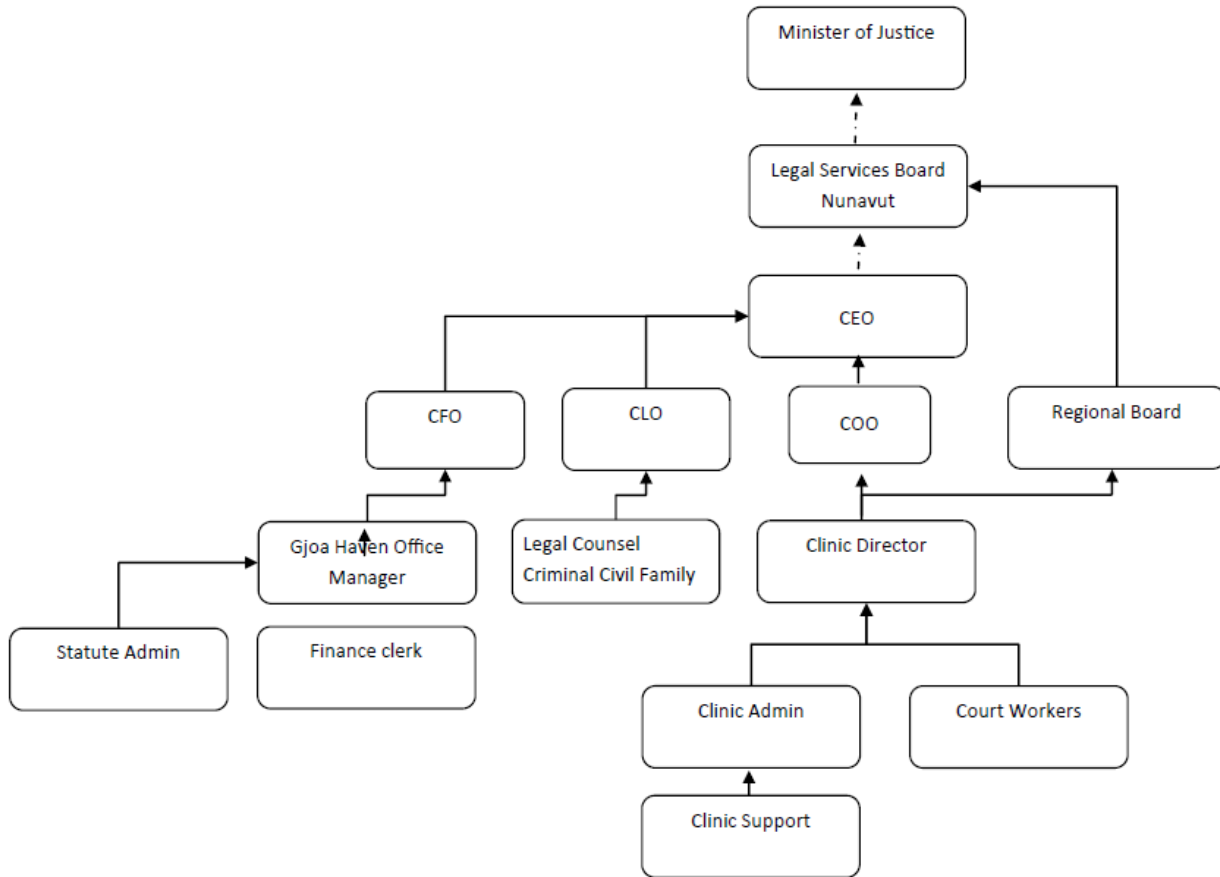 Minister of Justice
Legal Services Board
Nunavut
CEO
CFO
CLO
COO
Regional Board
Gjoa Haven Office
Manager
Legal Counsel
Criminal Civil Family
Clinic Director
Statute Admin
Finance clerk
Clinic Admin
Court Workers
Clinic Support